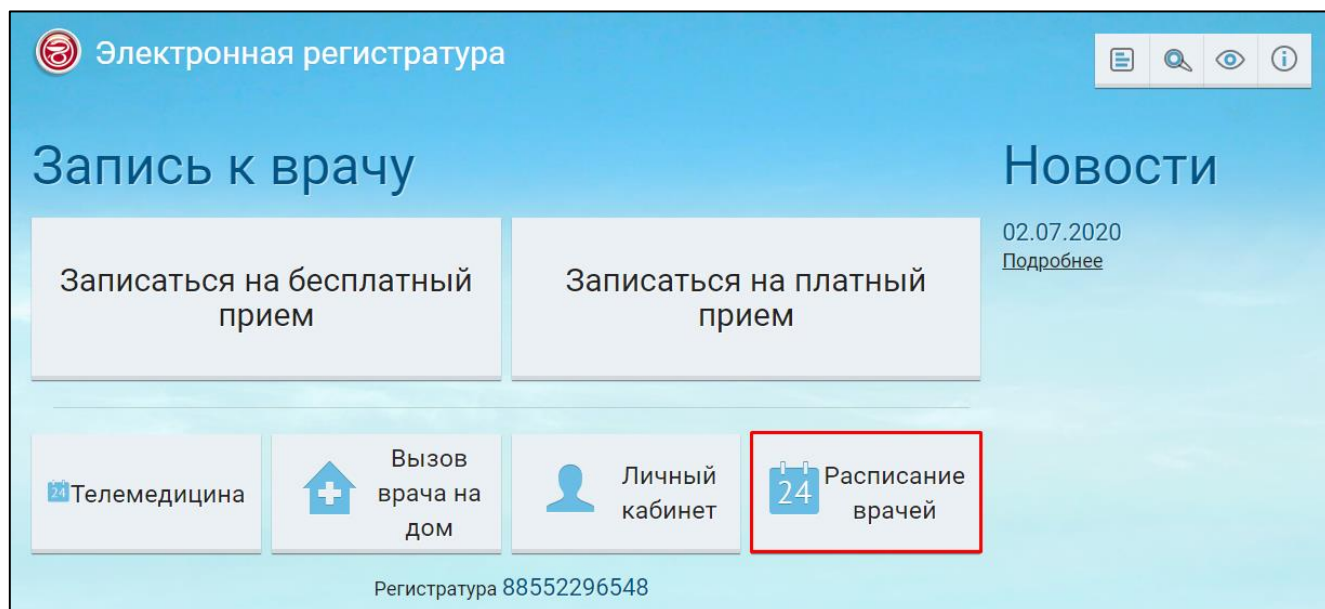 Электронная регистратура
Запись к врачу
Записаться на бесплатный
прием
Записаться на платный
прием
Новости
02.07.2020
Подробнее
24
Телемедицина
Вызов
врача на
дом
Личный
кабинет
24
Расписание
врачей
Регистратура 88552296548